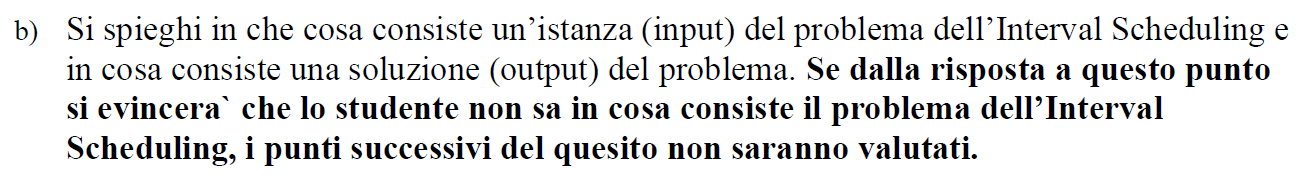 b) Si spieghi in che cosa consiste un’istanza (input) del problema dell’Interval Scheduling e
in cosa consiste una soluzione (output) del problema. Se dalla risposta a questo punto
si evincera` che lo studente non sa in cosa consiste il problema dell’Interval
Scheduling, i punti successivi del quesito non saranno valutati.